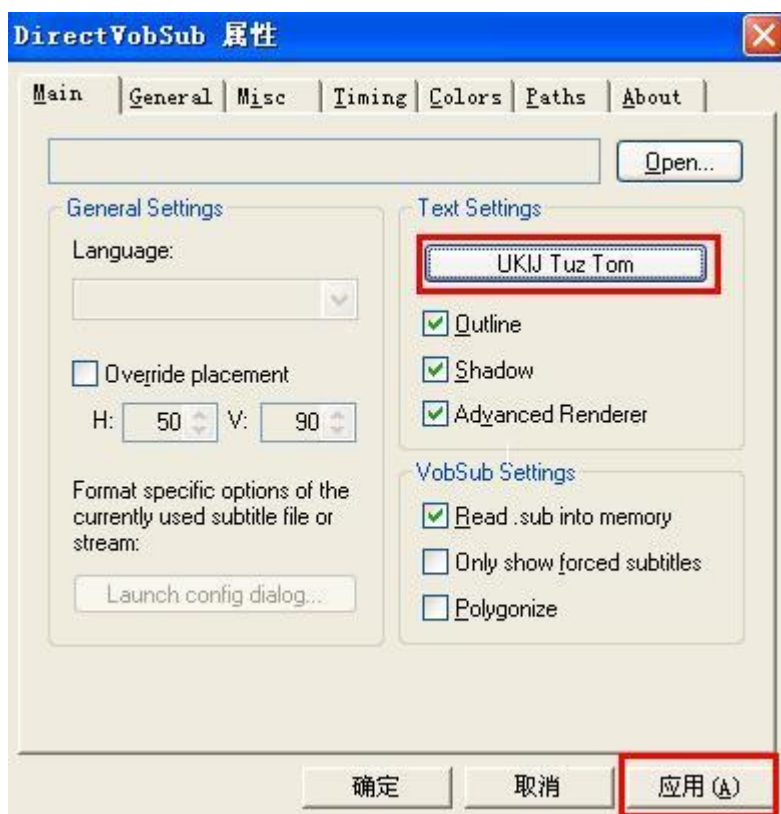 DirectVobSub 属性
Main General Misc Timing Colors Paths About
Open...
General Settings
Language:
Override placement
H: 50 V: 90
Format specific options of the
currently used subtitle file or
stream:
Launch config dialog...
Text Settings
UKIJ Tuz Tom
Outline
Shadow
Advanced Renderer
VobSub Settings
Read .sub into memory
Only show forced subtitles
Polygonize
确定 取消 应用(A)